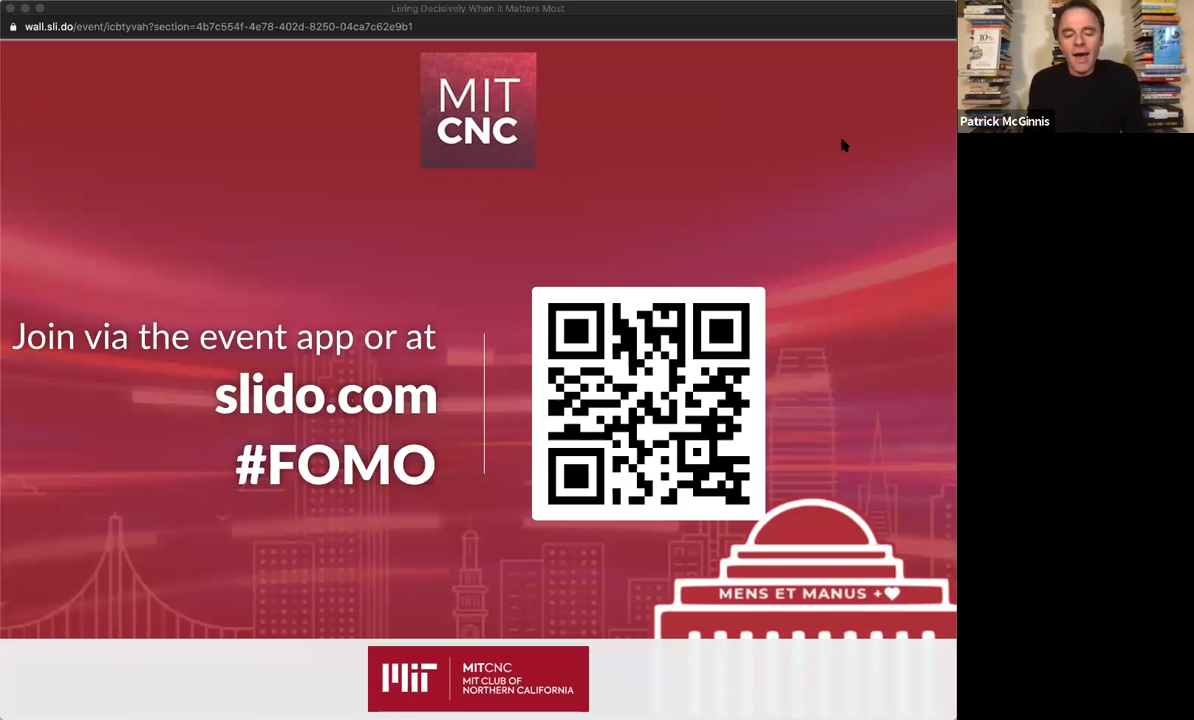 Living Decisively When it Matters Most
wall.sli.do/event/icbtyvah?section=4b7c554f-4e78-402d-8250-04ca7c62e9b1
MIT
CNC
Join via the event app or at
slido.com
#FOMO
MENS ET MANUS +♥
MIT
MITCNC
MIT CLUB OF
NORTHERN CALIFORNIA
10%
Patrick McGinnis